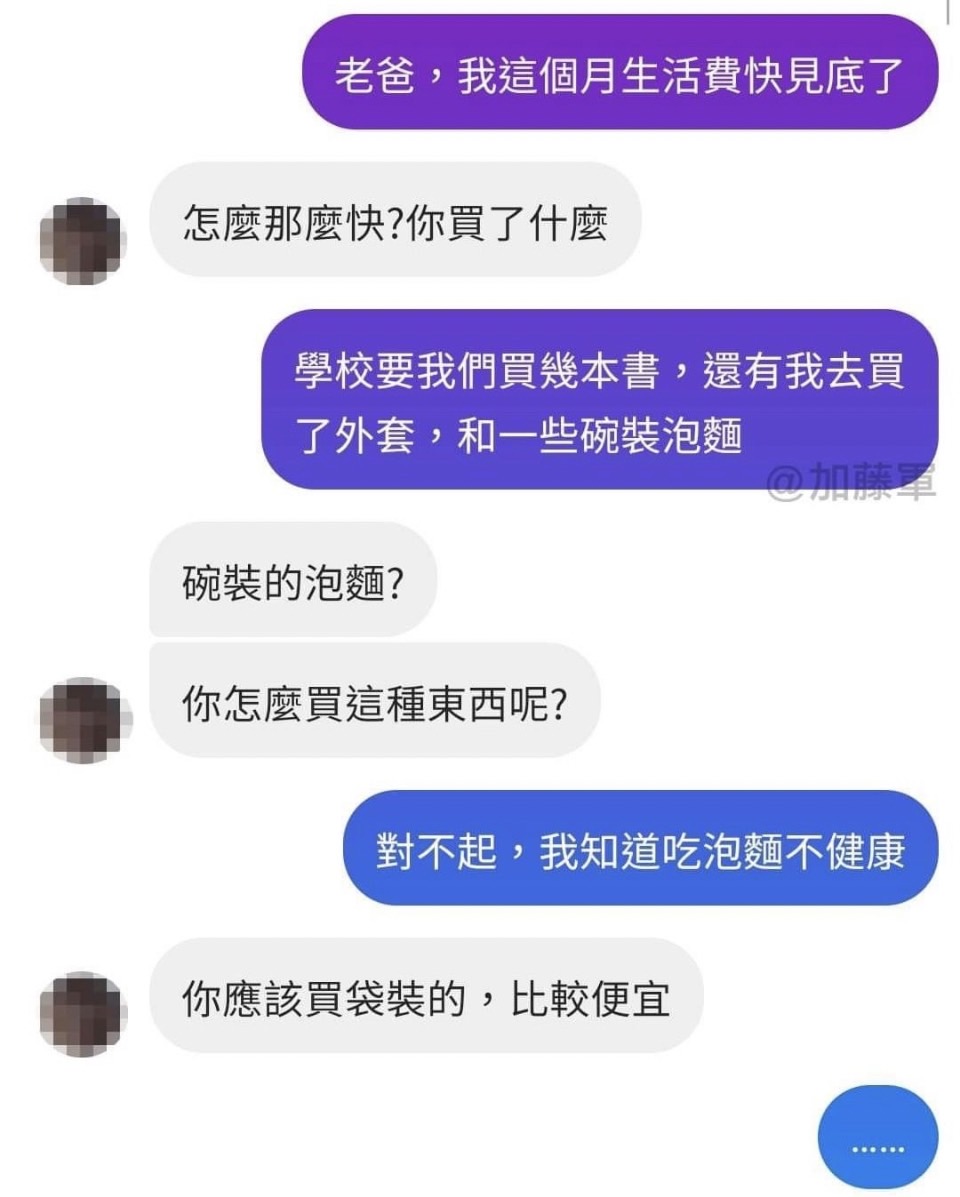 老爸，我這個月生活費快見底了
怎麼那麼快?你買了什麼
學校要我們買幾本書，還有我去買
了外套，和一些碗裝泡麵
@加藤軍
碗裝的泡麵?
你怎麼買這種東西呢?
對不起，我知道吃泡麵不健康
你應該買袋裝的，比較便宜
……